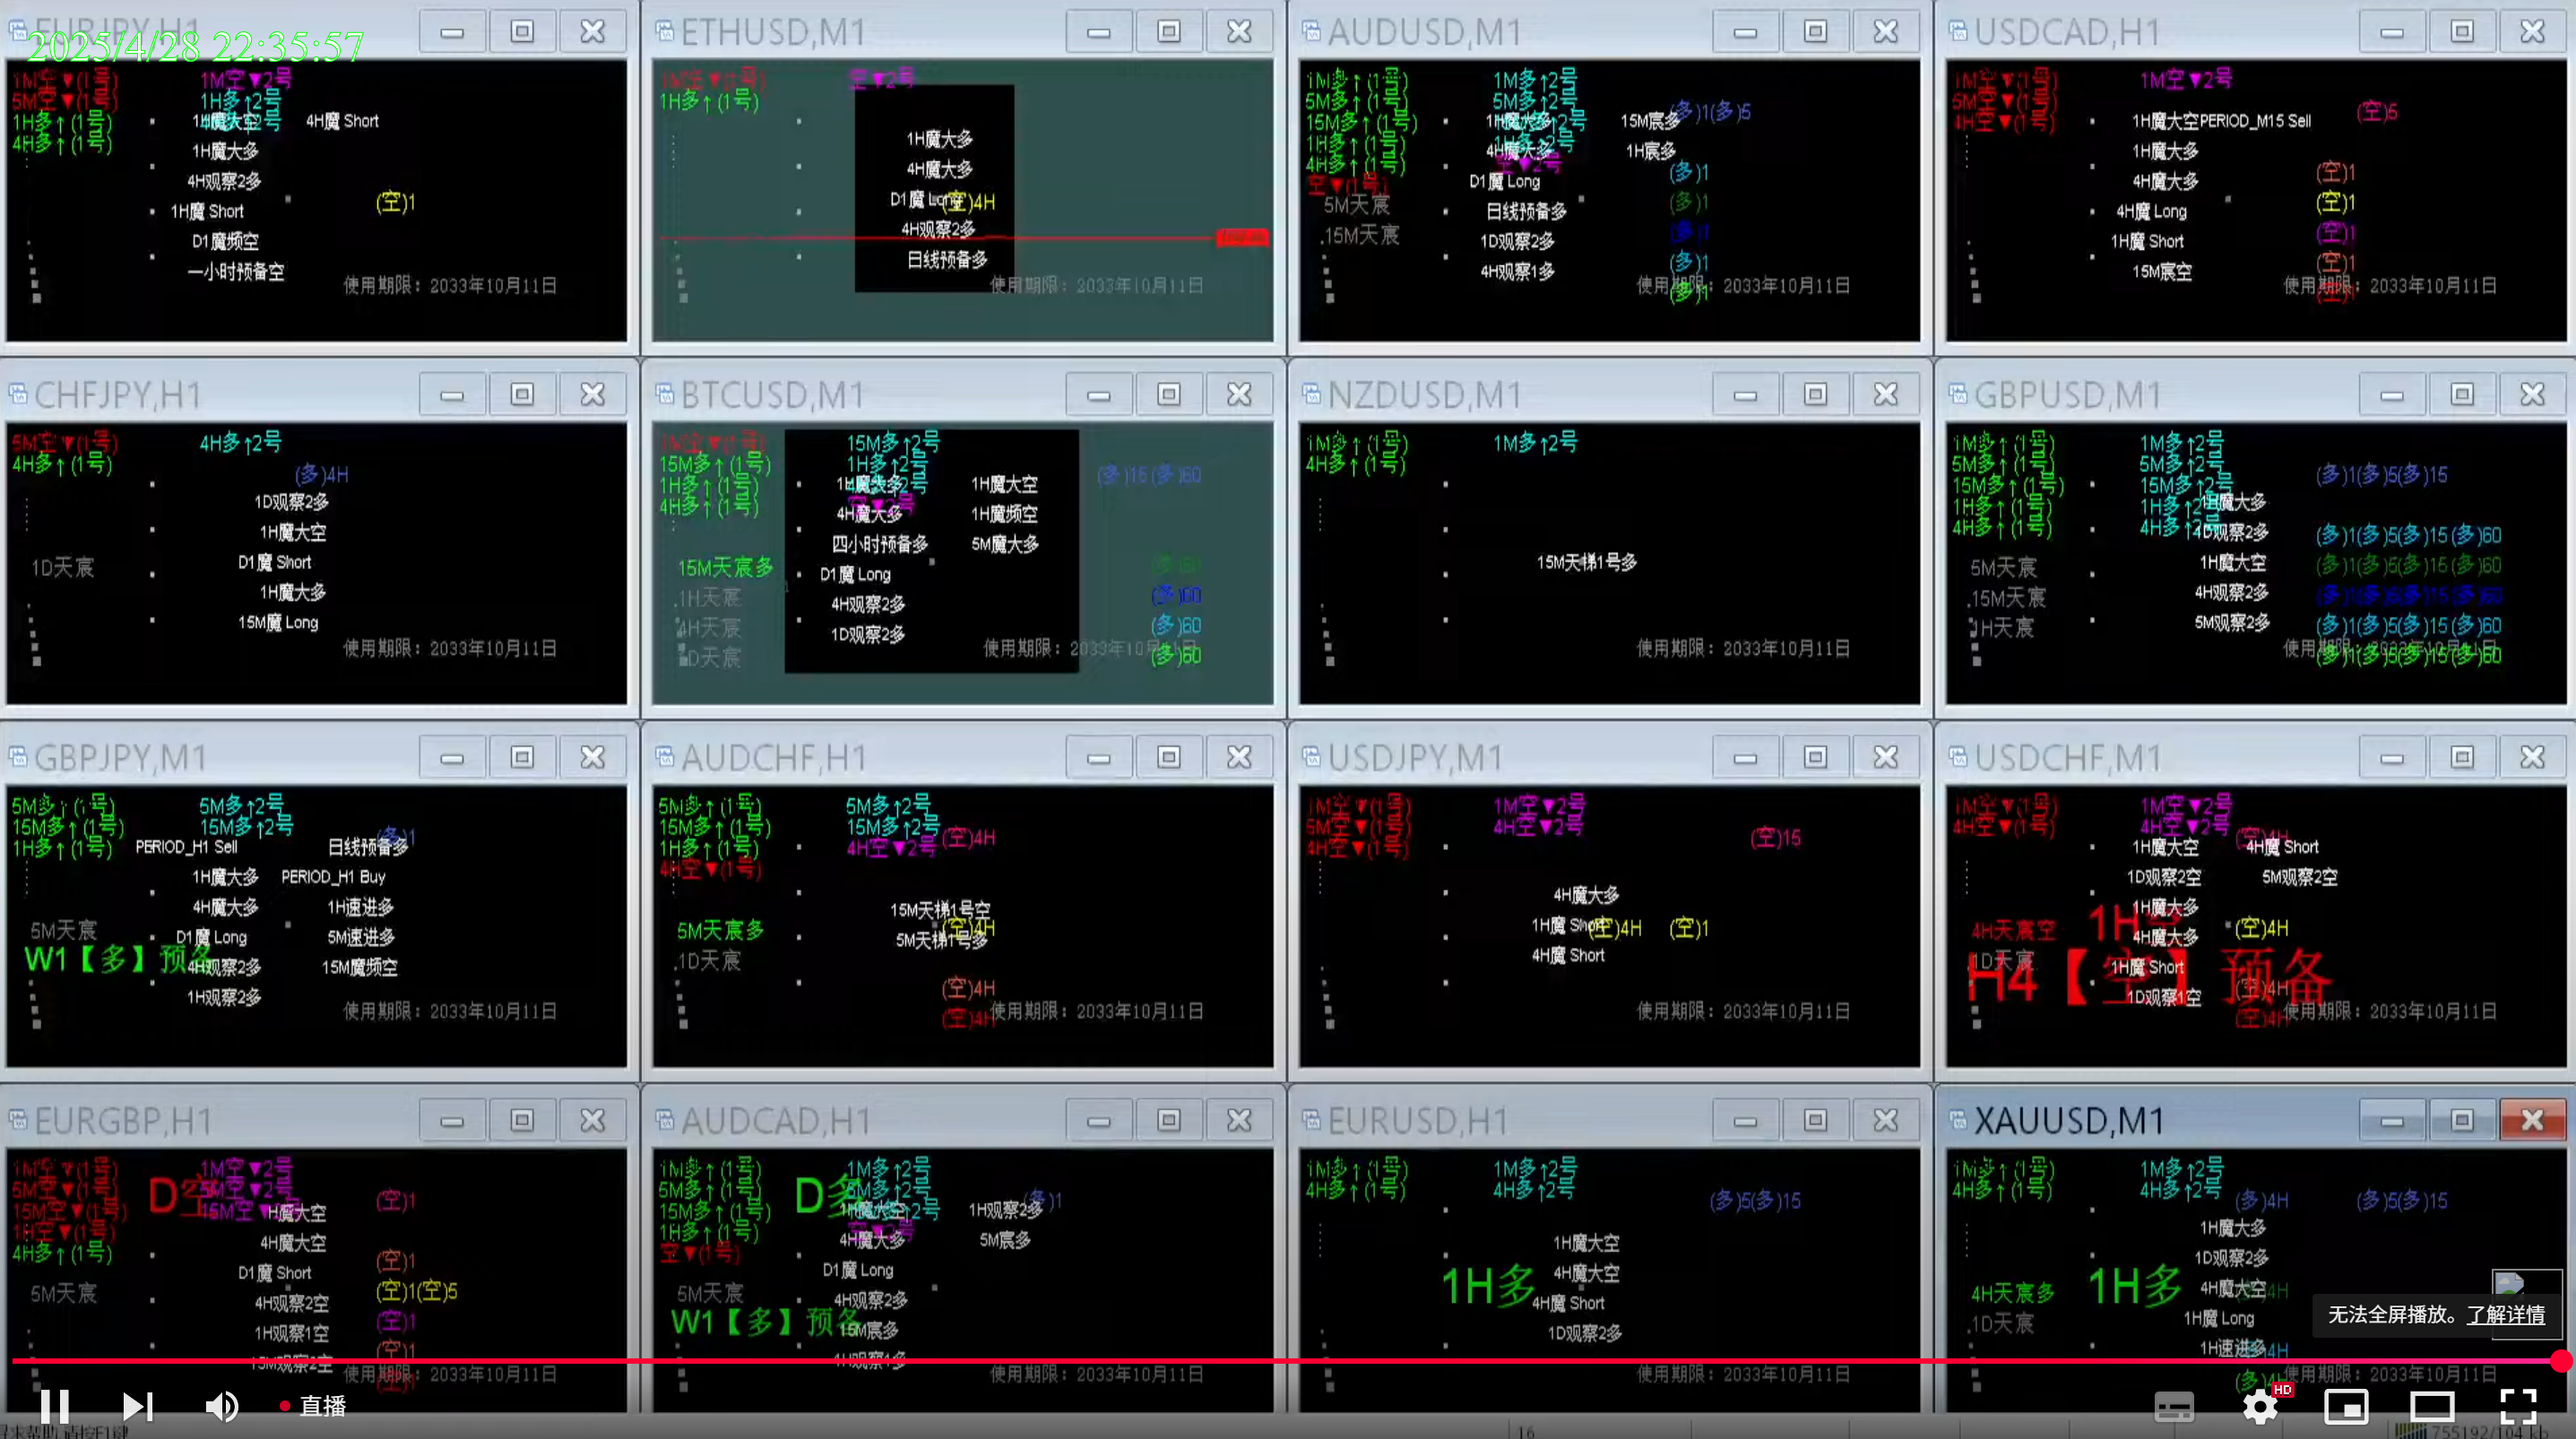 EURJPY,H1
2025/4/28 22:35:57
1M空▼(1号) 1M空▼2号
5M空▼(1号) 1H多↑2号
1H多↑(1号) 1H魔大空 4H魔 Short
4H多↑(1号)
1H魔大多
4H观察2多
(空)1
1H魔 Short
D1魔频空
一小时预备空
使用期限：2033年10月11日
ETHUSD,M1
1M空▼(1号) 空▼2号
1H多↑(1号)
1H魔大多
4H魔大多
D1魔 Long (空)4H
4H观察2多
日线预备多
使用期限：2033年10月11日
AUDUSD,M1
1M多↑(1号) 1M多↑2号
5M多↑(1号) 5M多↑2号
(多)1(多)5
15M多↑(1号) 1H魔大多 15M宸多
1H多↑(1号) 1H多↑2号
4H多↑(1号) 4H魔大多 1H宸多
空▼2号
空▼(1号) D1魔 Long (多)1
5M天宸 日线预备多 (多)1
.15M天宸 1D观察2多 (多)1
4H观察1多 (多)1
使用期限：2033年10月11日
(多)1
USDCAD,H1
1M空▼(1号) 1M空▼2号
5M空▼(1号) (空)5
4H空▼(1号) 1H魔大空PERIOD_M15 Sell
1H魔大多
4H魔大多 (空)1
4H魔 Long (空)1
1H魔 Short (空)1
15M宸空 (空)1
使用期限：2033年10月11日
(空)1
CHFJPY,H1
5M空▼(1号) 4H多↑2号
4H多↑(1号) (多)4H
1D观察2多
1H魔大空
1D天宸 D1魔 Short
1H魔大多
15M魔 Long
使用期限：2033年10月11日
BTCUSD,M1
1M空▼(1号) 15M多↑2号
15M多↑(1号) 1H多↑2号 (多)15(多)60
1H多↑(1号) 1H魔大多 1H魔大空
4H多↑(1号) 空▼2号
4H魔大多 1H魔频空
四小时预备多 5M魔大多
15M天宸多 D1魔 Long (多)60
.1H天宸 4H观察2多 (多)60
4H天宸 1D观察2多 (多)60
D天宸 (多)60
使用期限：2033年10月11日
NZDUSD,M1
1M多↑(1号) 1M多↑2号
4H多↑(1号)
15M天梯1号多
使用期限：2033年10月11日
GBPUSD,M1
1M多↑(1号) 1M多↑2号
5M多↑(1号) 5M多↑2号 (多)1(多)5(多)15
15M多↑(1号) 15M多↑2号
1H多↑(1号) 1H多↑2号 1H魔大多
4H多↑(1号) 4H多↑2号 4D观察2多 (多)1(多)5(多)15(多)60
5M天宸 1H魔大空 (多)1(多)5(多)15(多)60
.15M天宸 4H观察2多 (多)1(多)5(多)15(多)60
1H天宸 5M观察2多 (多)1(多)5(多)15(多)60
使用期限：2033年10月11日
(多)1(多)5(多)15(多)60
GBPJPY,M1
5M多↑(1号) 5M多↑2号
15M多↑(1号) 15M多↑2号 (多)1
1H多↑(1号) PERIOD_H1 Sell 日线预备多
1H魔大多 PERIOD_H1 Buy
4H魔大多 1H速进多
5M天宸 D1魔 Long 5M速进多
W1【多】预备 4H观察2多 15M魔频空
1H观察2多
使用期限：2033年10月11日
AUDCHF,H1
5M多↑(1号) 5M多↑2号
15M多↑(1号) 15M多↑2号
1H多↑(1号) 4H空▼2号 (空)4H
4H空▼(1号)
15M天梯1号空
5M天宸多 (空)4H
5M天梯1号多
.1D天宸
(空)4H
(空)4H
使用期限：2033年10月11日
USDJPY,M1
1M空▼(1号) 1M空▼2号
5M空▼(1号) 4H空▼2号 (空)15
4H空▼(1号)
4H魔大多
1H魔 Short (空)4H (空)1
4H魔 Short
使用期限：2033年10月11日
USDCHF,M1
1M空▼(1号) 1M空▼2号
4H空▼(1号) 4H空▼2号 (空)4H
1H魔大空 4H魔 Short
1D观察2空 5M观察2空
1H魔大多
4H天宸空 1H空 4H魔大多 (空)4H
1D天宸 1H魔 Short
H4【空】预备
1D观察1空 (空)4H
(空)4H
使用期限：2033年10月11日
EURGBP,H1
1M空▼(1号) 1M空▼2号
5M空▼(1号) D空 5M空▼2号 (空)1
15M空▼(1号) 15M空▼2号 H魔大空
1H空▼(1号)
4H多↑(1号) 4H魔大空 (空)1
D1魔 Short
5M天宸 4H观察2空 (空)1(空)5
1H观察1空 (空)1
15M观察2空 (空)1
使用期限：2033年10月11日
AUDCAD,H1
1M多↑(1号) 1M多↑2号
5M多↑(1号) D多 5M多↑2号 (多)1
15M多↑(1号) 1H观察2多
1H多↑(1号) 4H魔大多 5M宸多
空▼(1号)
D1魔 Long
5M天宸 4H观察2多
W1【多】预备 15M宸多
4H观察1多
使用期限：2033年10月11日
EURUSD,H1
1M多↑(1号) 1M多↑2号
4H多↑(1号) 4H多↑2号 (多)5(多)15
1H魔大空
1H多 4H魔大空
4H魔 Short
1D观察2多
使用期限：2033年10月11日
XAUUSD,M1
1M多↑(1号) 1M多↑2号
4H多↑(1号) 4H多↑2号 (多)4H (多)5(多)15
1H魔大多
1D观察2多
4H天宸多 1H多 4H魔大空
.1D天宸 1H魔 Long
1H速进多
使用期限：2033年10月11日
无法全屏播放。了解详情
直播
HD
16
755192/104 kb